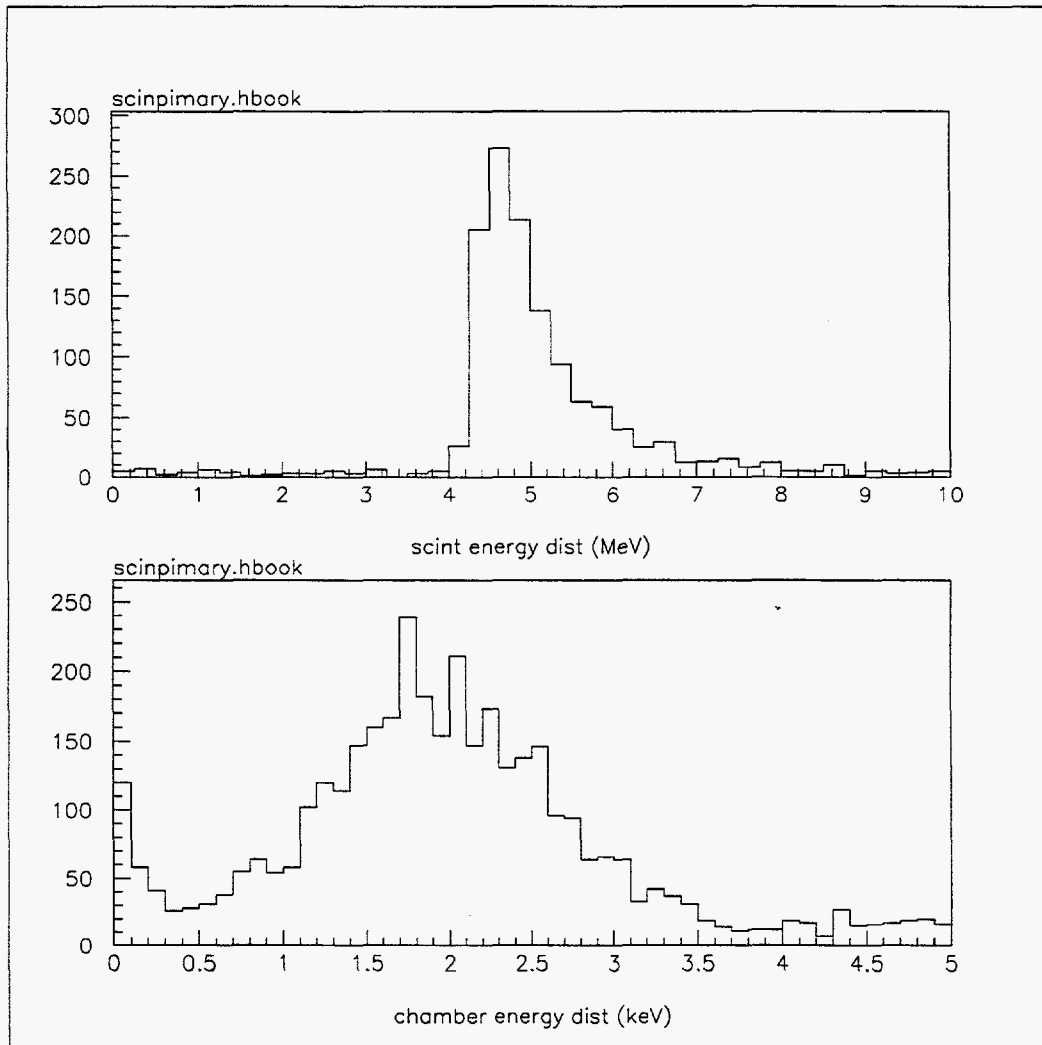 scinpimary.hbook
300
250
200
150
100
50
0
0 1 2 3 4 5 6 7 8 9 10
scint energy dist (MeV)
scinpimary.hbook
250
200
150
100
50
0
0 0.5 1 1.5 2 2.5 3 3.5 4 4.5 5
chamber energy dist (keV)